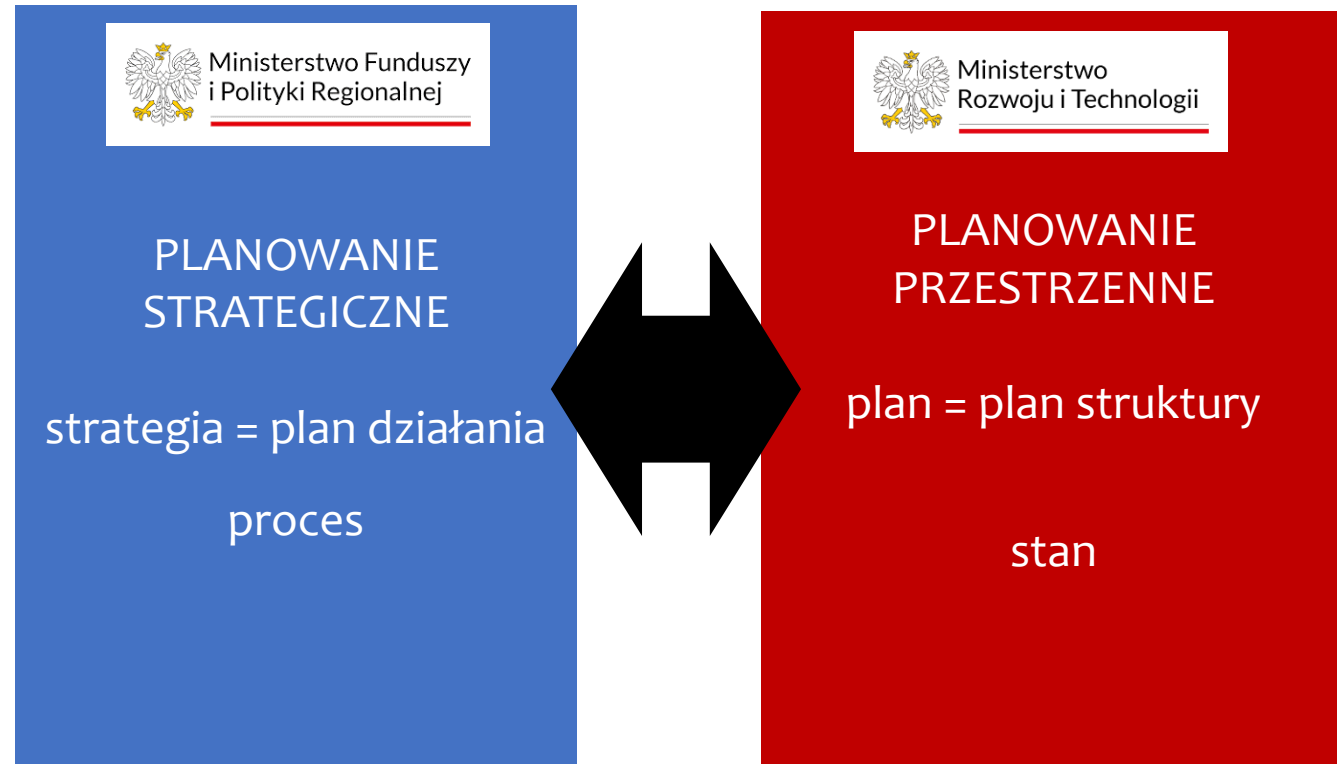 Ministerstwo Funduszy
i Polityki Regionalnej
PLANOWANIE
STRATEGICZNE
strategia = plan działania
proces
Ministerstwo
Rozwoju i Technologii
PLANOWANIE
PRZESTRZENNE
plan = plan struktury
stan